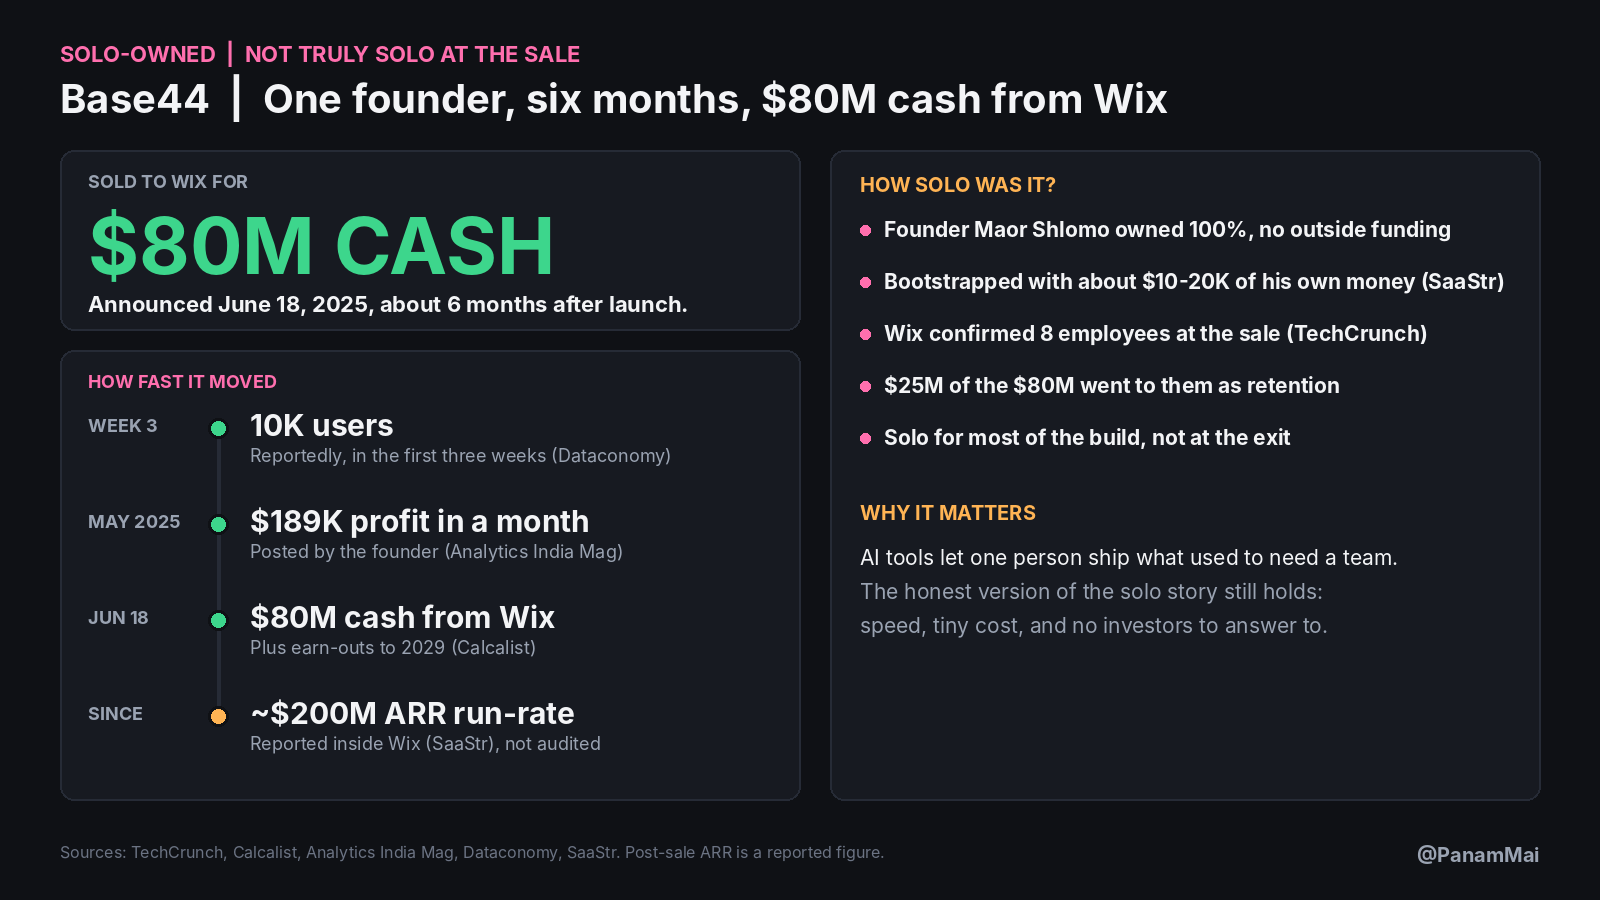 SOLO-OWNED | NOT TRULY SOLO AT THE SALE
Base44 | One founder, six months, $80M cash from Wix
SOLD TO WIX FOR
$80M CASH
Announced June 18, 2025, about 6 months after launch.
HOW FAST IT MOVED
WEEK 3
10K users
Reportedly, in the first three weeks (Dataconomy)
MAY 2025
$189K profit in a month
Posted by the founder (Analytics India Mag)
JUN 18
$80M cash from Wix
Plus earn-outs to 2029 (Calcalist)
SINCE
~$200M ARR run-rate
Reported inside Wix (SaaStr), not audited
HOW SOLO WAS IT?
Founder Maor Shlomo owned 100%, no outside funding
Bootstrapped with about $10-20K of his own money (SaaStr)
Wix confirmed 8 employees at the sale (TechCrunch)
$25M of the $80M went to them as retention
Solo for most of the build, not at the exit
WHY IT MATTERS
AI tools let one person ship what used to need a team.
The honest version of the solo story still holds:
speed, tiny cost, and no investors to answer to.
Sources: TechCrunch, Calcalist, Analytics India Mag, Dataconomy, SaaStr. Post-sale ARR is a reported figure.
@PanamMai